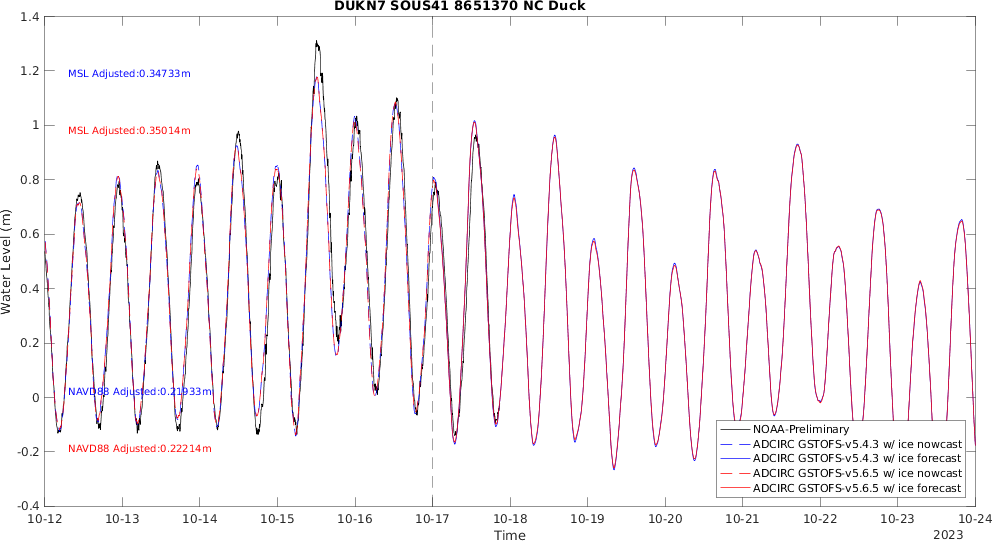 DUKN7 SOUS41 8651370 NC Duck
1.4
1.2
1
0.8
0.6
0.4
0.2
0
-0.2
-0.4
Water Level (m)
MSL Adjusted:0.34733m
MSL Adjusted:0.35014m
NAVD88 Adjusted:0.21933m
NAVD88 Adjusted:0.22214m
NOAA-Preliminary
ADCIRC GSTOFS-v5.4.3 w/ ice nowcast
ADCIRC GSTOFS-v5.4.3 w/ ice forecast
ADCIRC GSTOFS-v5.6.5 w/ ice nowcast
ADCIRC GSTOFS-v5.6.5 w/ ice forecast
10-12 10-13 10-14 10-15 10-16 10-17 10-18 10-19 10-20 10-21 10-22 10-23 10-24
Time
2023